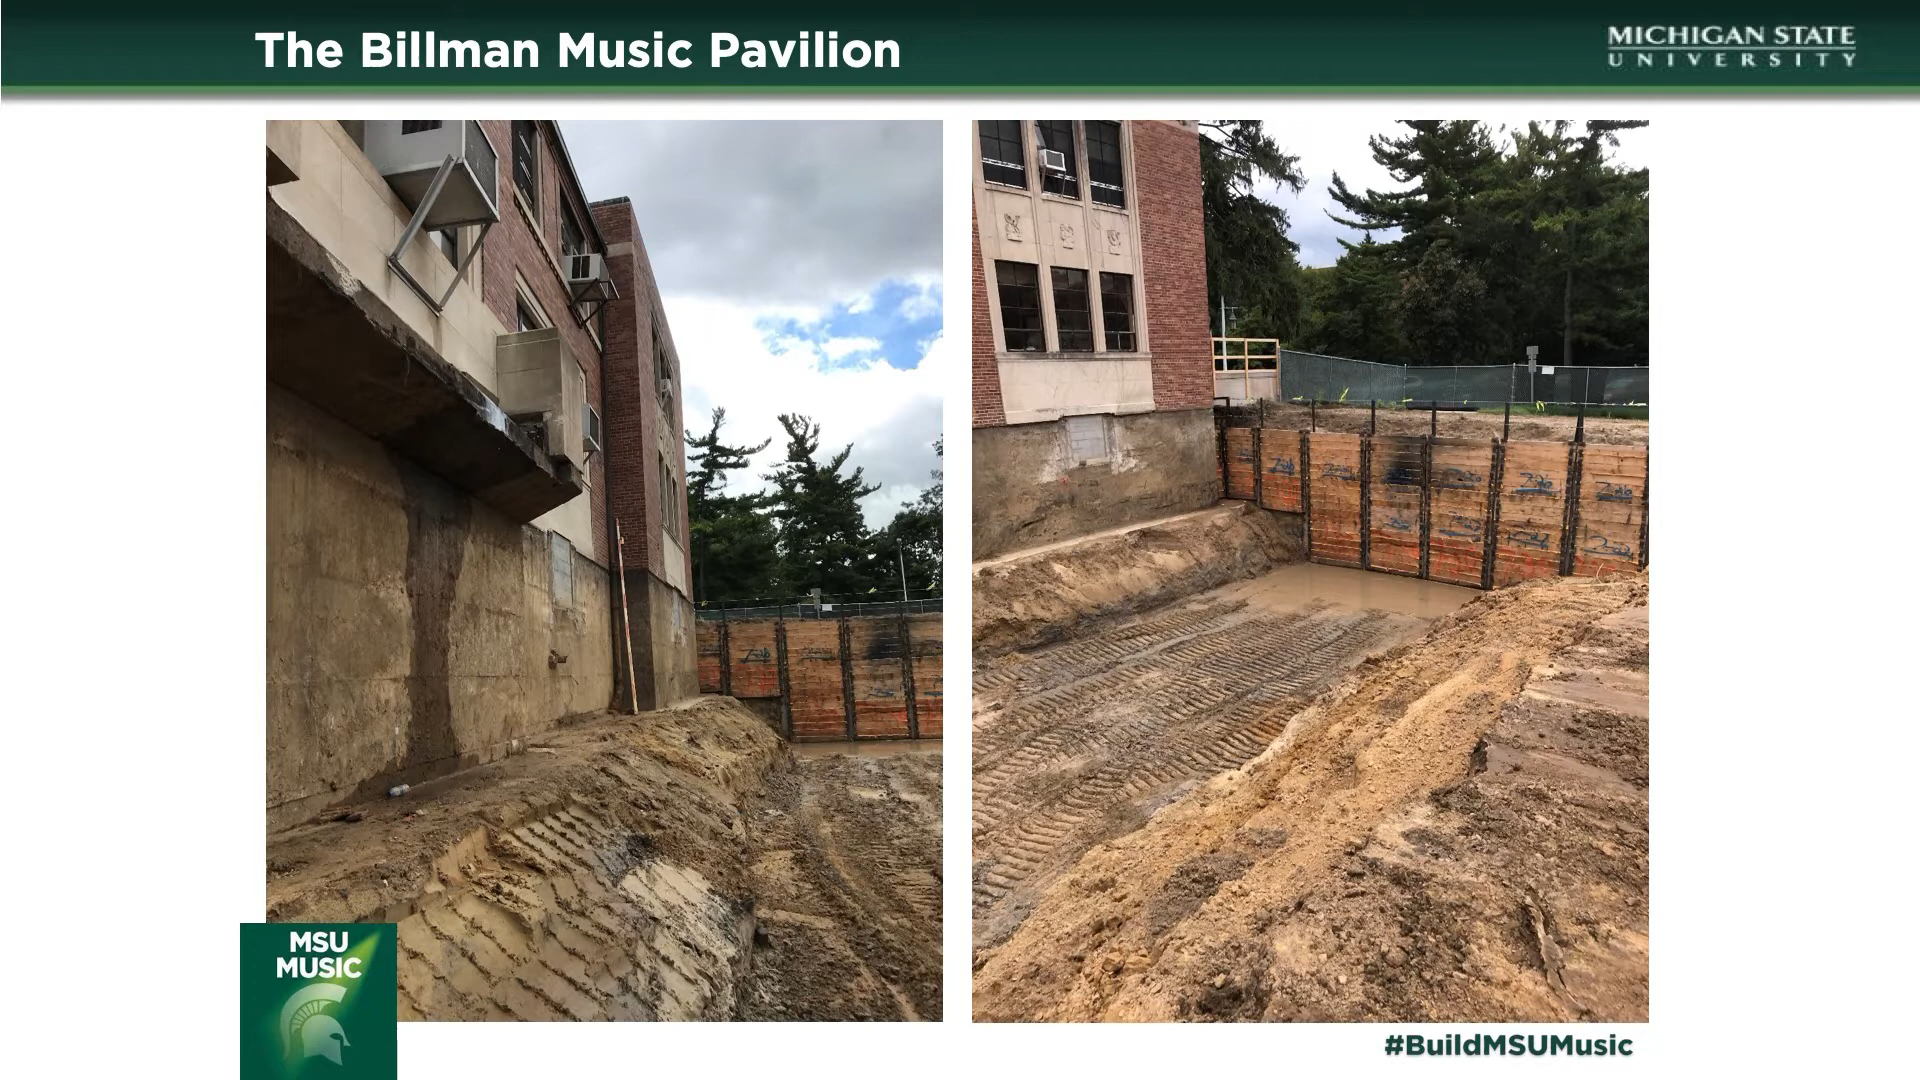 The Billman Music Pavilion
MICHIGAN STATE
UNIVERSITY
MSU
MUSIC
#BuildMSUMusic